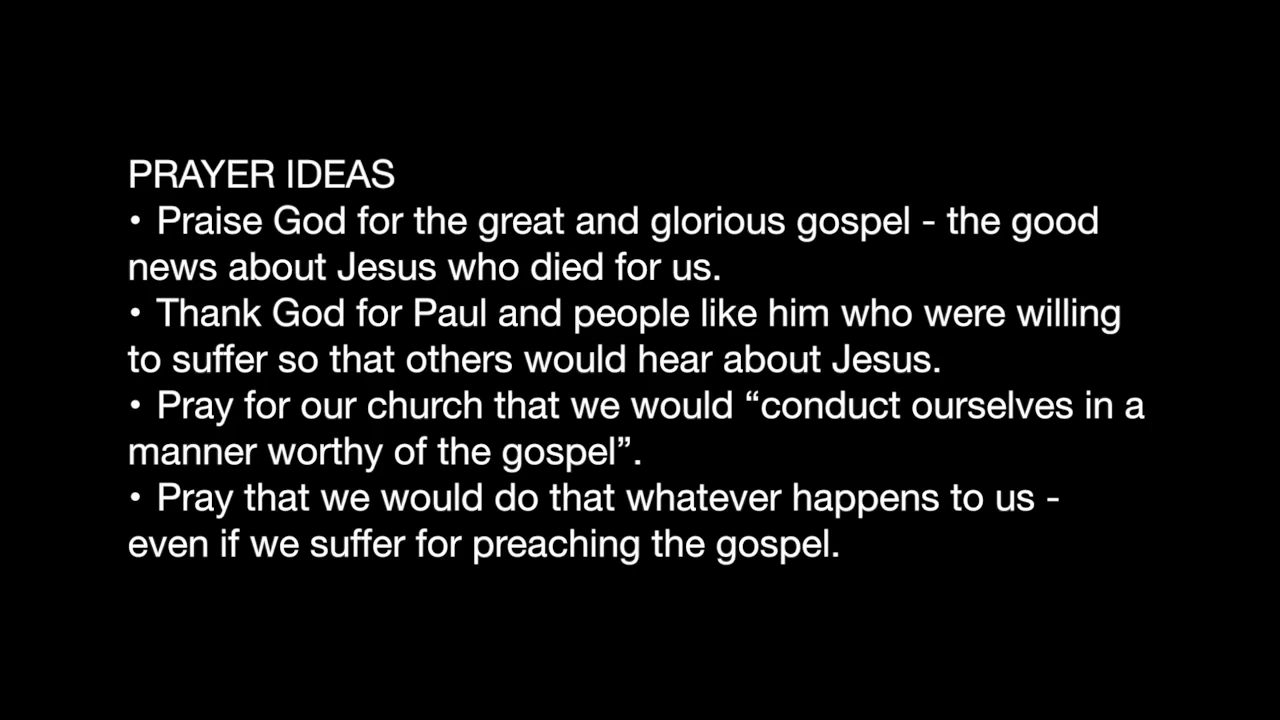 PRAYER IDEAS
• Praise God for the great and glorious gospel - the good
news about Jesus who died for us.
• Thank God for Paul and people like him who were willing
to suffer so that others would hear about Jesus.
• Pray for our church that we would “conduct ourselves in a
manner worthy of the gospel”.
• Pray that we would do that whatever happens to us -
even if we suffer for preaching the gospel.